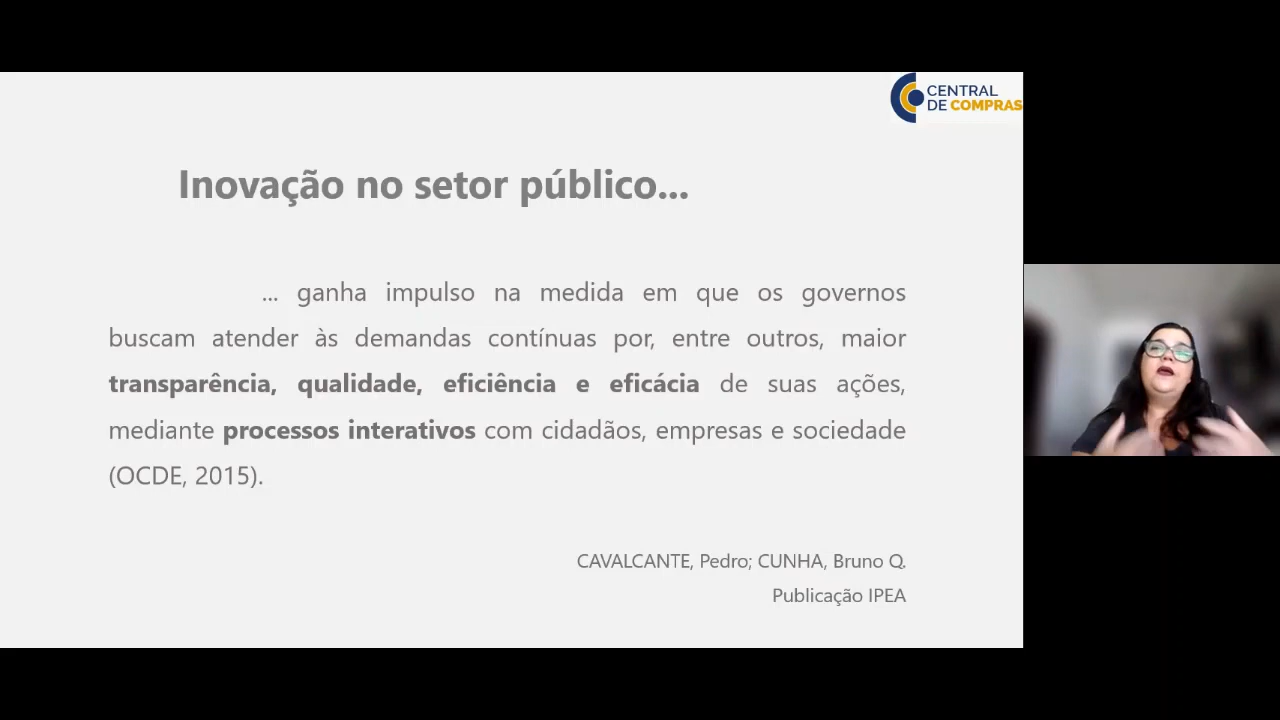 CENTRAL
DE COMPRAS
Inovação no setor público...
... ganha impulso na medida em que os governos
buscam atender às demandas contínuas por, entre outros, maior
transparência, qualidade, eficiência e eficácia de suas ações,
mediante processos interativos com cidadãos, empresas e sociedade
(OCDE, 2015).
CAVALCANTE, Pedro; CUNHA, Bruno Q.
Publicação IPEA